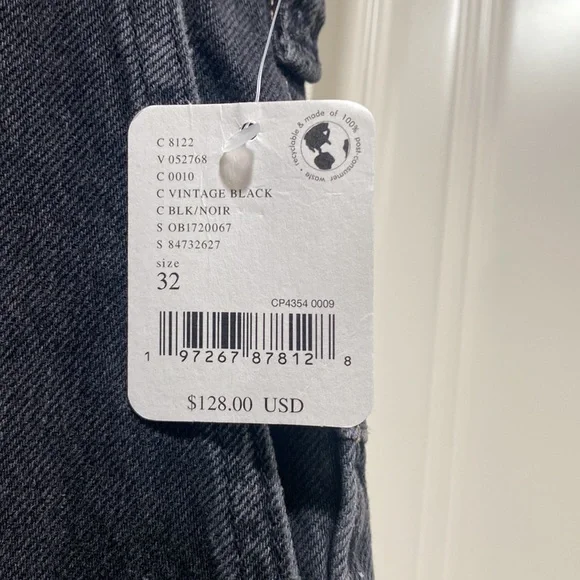 recyclable & made of 100% post consumer waste •
C 8122
V 052768
C 0010
C VINTAGE BLACK
C BLK/NOIR
S OB1720067
S 84732627
size
32
CP4354 0009
1 97267 87812 8
$128.00 USD